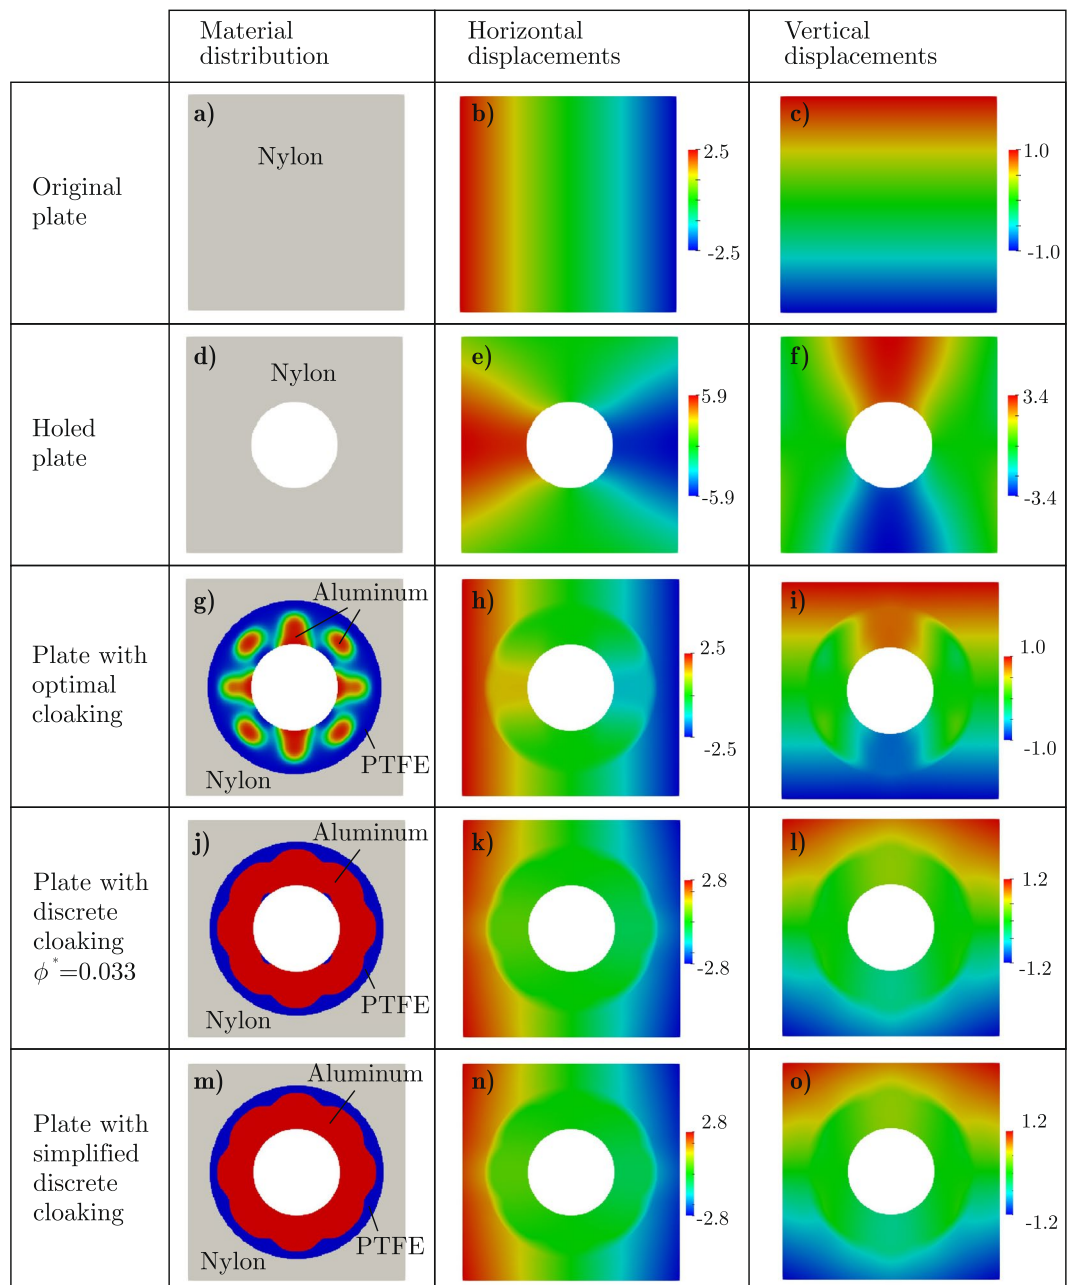 Material
distribution
Horizontal
displacements
Vertical
displacements
Original
plate
a)
Nylon
b)
2.5
-2.5
c)
1.0
-1.0
Holed
plate
d)
Nylon
e)
5.9
-5.9
f)
3.4
-3.4
Plate with
optimal
cloaking
g)
Aluminum
PTFE
Nylon
h)
2.5
-2.5
i)
1.0
-1.0
Plate with
discrete
cloaking
ϕ*=0.033
j)
Aluminum
PTFE
Nylon
k)
2.8
-2.8
l)
1.2
-1.2
Plate with
simplified
discrete
cloaking
m)
Aluminum
PTFE
Nylon
n)
2.8
-2.8
o)
1.2
-1.2